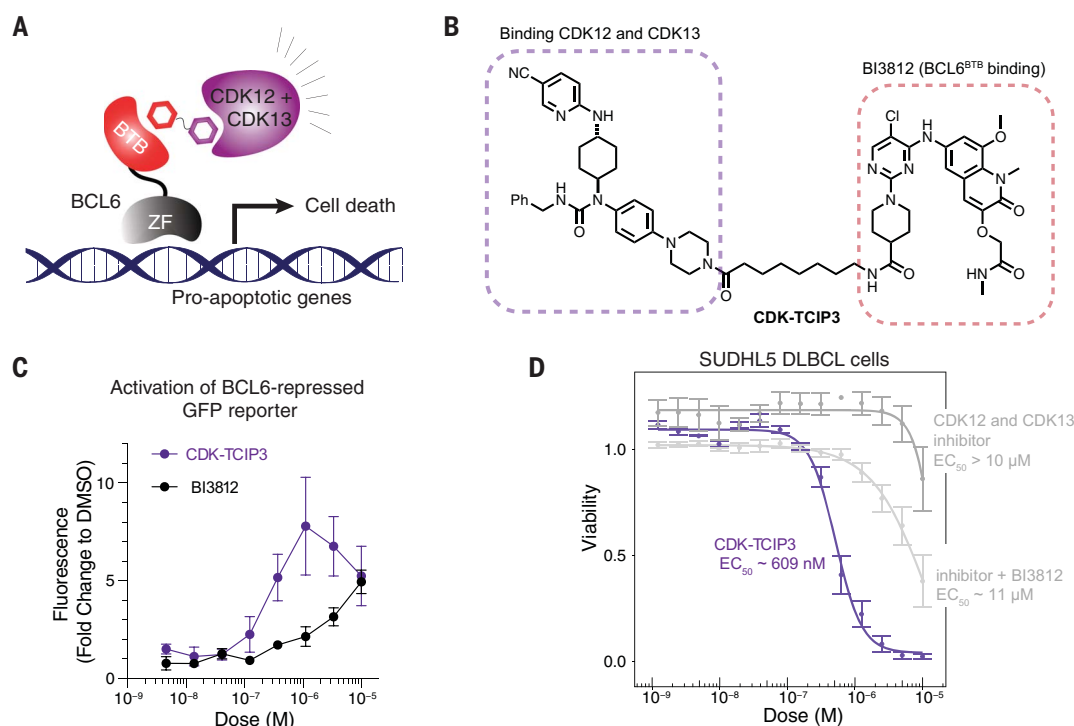 A
CDK12 +
CDK13
BTB
BCL6
ZF
Cell death
Pro-apoptotic genes
B
Binding CDK12 and CDK13
BI3812 (BCL6BTB binding)
NC
N
NH
H
N
N
Ph
O
N
N
O
CDK-TCIP3
Cl
H
N
O
N
N
N
N
O
O
N
H
O
O
HN
C
Activation of BCL6-repressed
GFP reporter
CDK-TCIP3
BI3812
Fluorescence
(Fold Change to DMSO)
10
5
0
10⁻⁹ 10⁻⁸ 10⁻⁷ 10⁻⁶ 10⁻⁵
Dose (M)
D
SUDHL5 DLBCL cells
CDK12 and CDK13
inhibitor
EC₅₀ > 10 µM
CDK-TCIP3
EC₅₀ ~ 609 nM
inhibitor + BI3812
EC₅₀ ~ 11 µM
Viability
1.0
0.5
0.0
10⁻⁹ 10⁻⁸ 10⁻⁷ 10⁻⁶ 10⁻⁵
Dose (M)